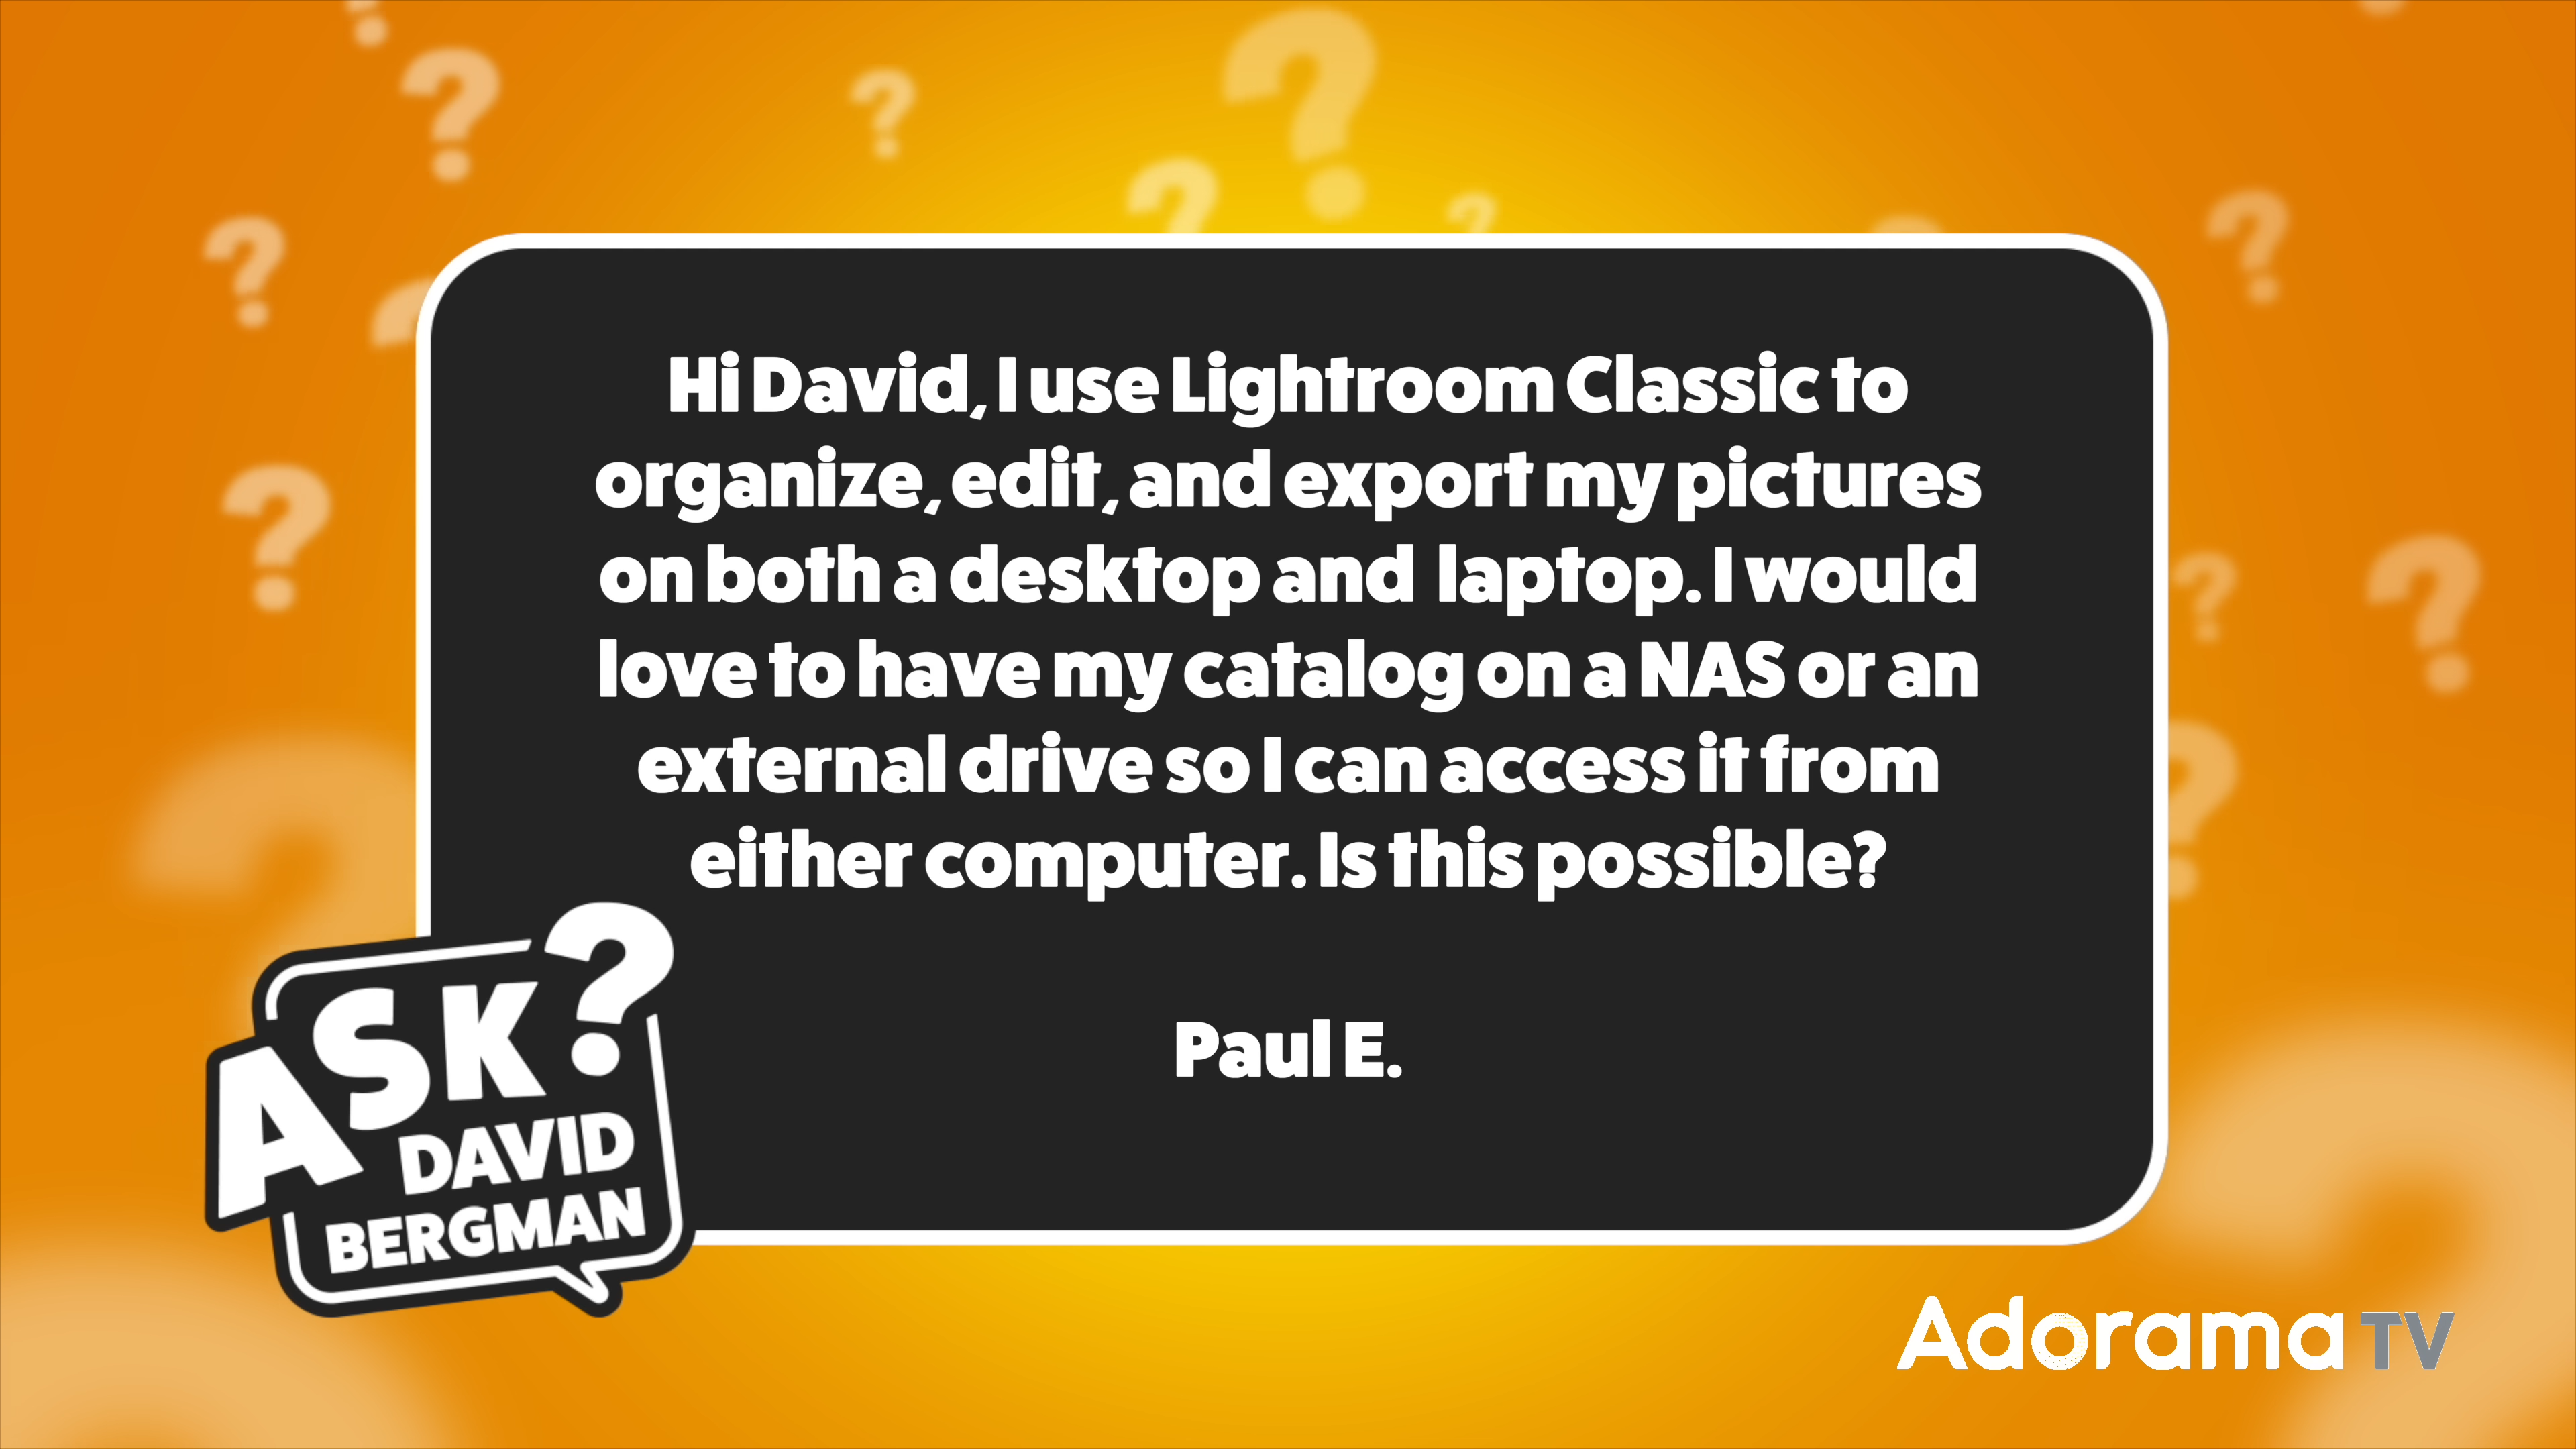 Hi David, I use Lightroom Classic to
organize, edit, and export my pictures
on both a desktop and laptop. I would
love to have my catalog on a NAS or an
external drive so I can access it from
either computer. Is this possible?
Paul E.
ASK?
DAVID
BERGMAN
Adorama TV